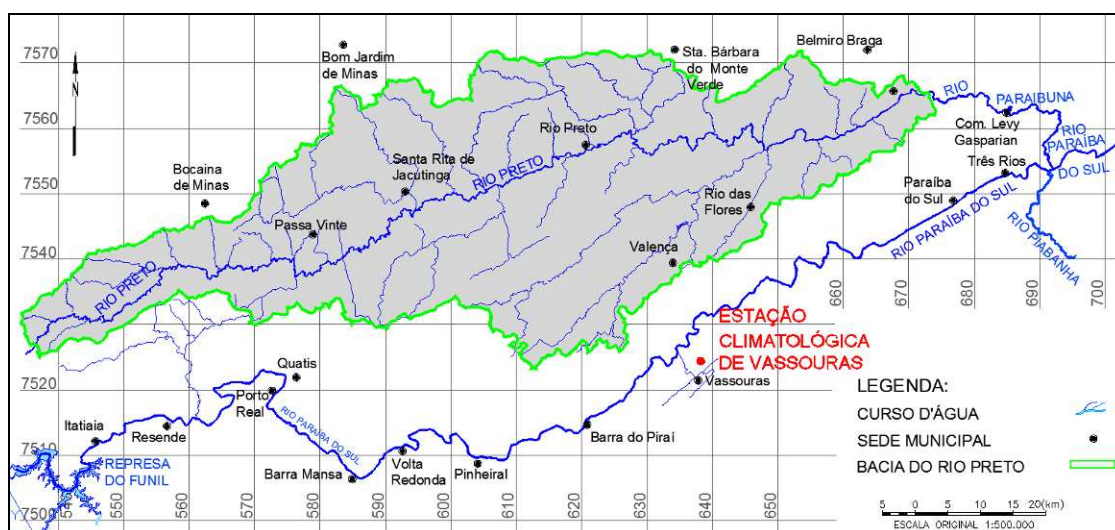 7570
7560
7550
7540
7530
7520
7510
7500
N
Bom Jardim
de Minas
Sta. Bárbara
do Monte
Verde
Belmiro Braga
RIO
PARAIBUNA
Com. Levy
Gasparian
RIO
PARAÍBA
DO SUL
Três Rios
Rio Preto
Santa Rita de
Jacutinga
RIO PRETO
Bocaina
de Minas
Paraíba
do Sul
Rio das
Flores
RIO PARAÍBA DO SUL
RIO PIABANHA
Passa Vinte
Valença
RIO PRETO
ESTAÇÃO
CLIMATOLÓGICA
DE VASSOURAS
Vassouras
Quatis
Porto
Real
RIO PARAÍBA DO SUL
Itatiaia
Resende
Barra do Piraí
REPRESA
DO FUNIL
Barra Mansa
Volta
Redonda
Pinheiral
550
560
570
580
590
600
610
620
630
640
650
660
670
680
690
700
LEGENDA:
CURSO D'ÁGUA
SEDE MUNICIPAL
BACIA DO RIO PRETO
5 0 5 10 15 20(km)
ESCALA ORIGINAL 1:500.000